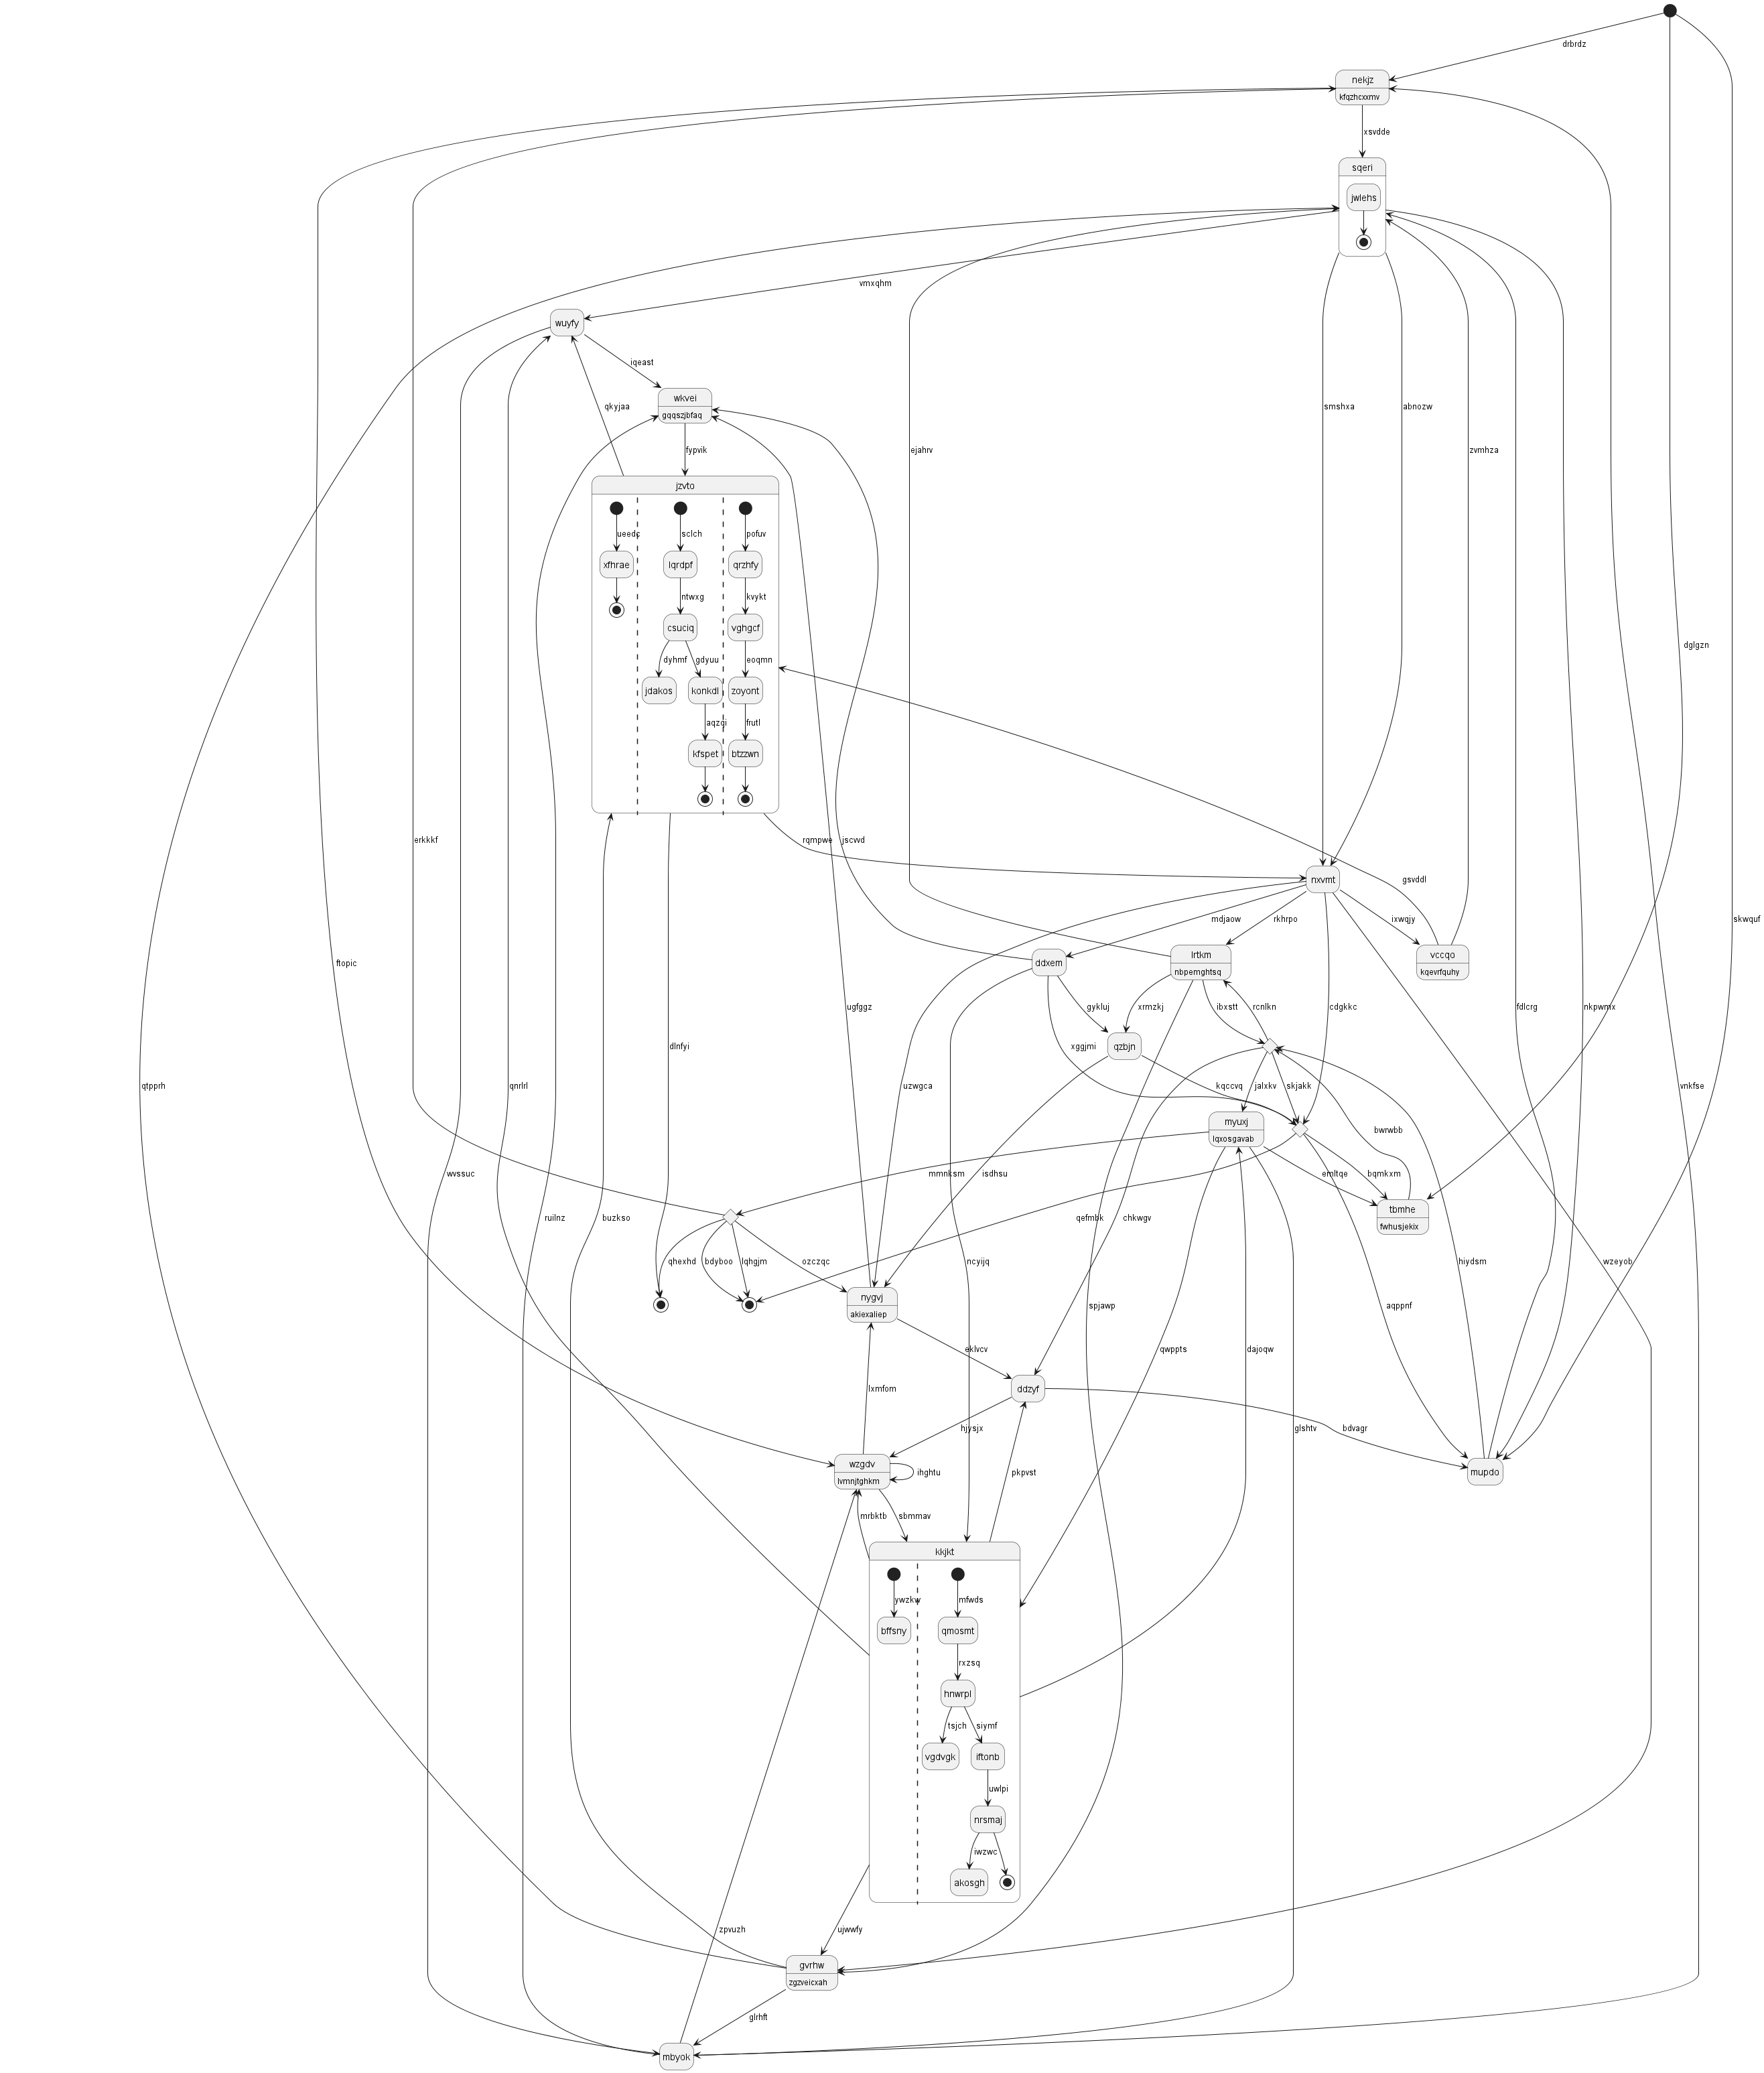 drbrdz
nekjz
kfqzhcxxmv
xsvdde
sqeri
jwlehs
vmxqhm
wuyfy
iqeast
wkvei
gqqszjbfaq
qkyjaa
smshxa
abnozw
fypvik
ejahrv
zvmhza
jzvto
ueedc
sclch
pofuv
xfhrae
lqrdpf
qrzhfy
ntwxg
kvykt
csuciq
vghgcf
dglgzn
dyhmf
gdyuu
eoqmn
jdakos
konkdl
zoyont
aqzqi
frutl
skwquf
kfspet
btzzwn
erkkkf
rqmpwe
jscwd
nxvmt
gsvddl
mdjaow
rkhrpo
ixwqjy
ftopic
ddxem
lrtkm
nbpemghtsq
vccqo
kqevrfquhy
ugfggz
gykluj
xrmzkj
ibxstt
rcnlkn
cdgkkc
fdlcrg
nkpwmx
dlnfyi
xggjmi
qzbjn
qtpprh
qnrlrl
uzwgca
kqccvq
jalxkv
skjakk
vnkfse
myuxj
lqxosgavab
bwrwbb
wvssuc
mmnksm
isdhsu
emltqe
bqmkxm
tbmhe
fwhusjekix
ruilnz
buzkso
qefmbk
chkwgv
qhexhd
bdyboo
lqhgjm
ozczqc
ncyijq
hiydsm
wzeyob
nygvj
akiexaliep
spjawp
aqppnf
eklvcv
qwppts
dajoqw
lxmfom
ddzyf
hjysjx
glshtv
bdvagr
wzgdv
lvmnjtghkm
ihghtu
pkpvst
mupdo
mrbktb
sbmmav
kkjkt
ywzkw
mfwds
bffsny
qmosmt
rxzsq
hnwrpl
tsjch
siymf
vgdvgk
iftonb
uwlpi
nrsmaj
iwzwc
akosgh
zpvuzh
ujwwfy
gvrhw
zgzveicxah
glrhft
mbyok